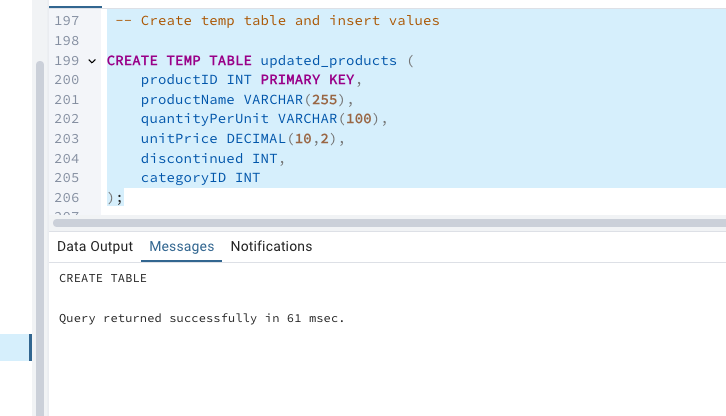 197 -- Create temp table and insert values
198
199 CREATE TEMP TABLE updated_products (
200 productID INT PRIMARY KEY,
201 productName VARCHAR(255),
202 quantityPerUnit VARCHAR(100),
203 unitPrice DECIMAL(10,2),
204 discontinued INT,
205 categoryID INT
206 );
207
Data Output Messages Notifications
CREATE TABLE
Query returned successfully in 61 msec.